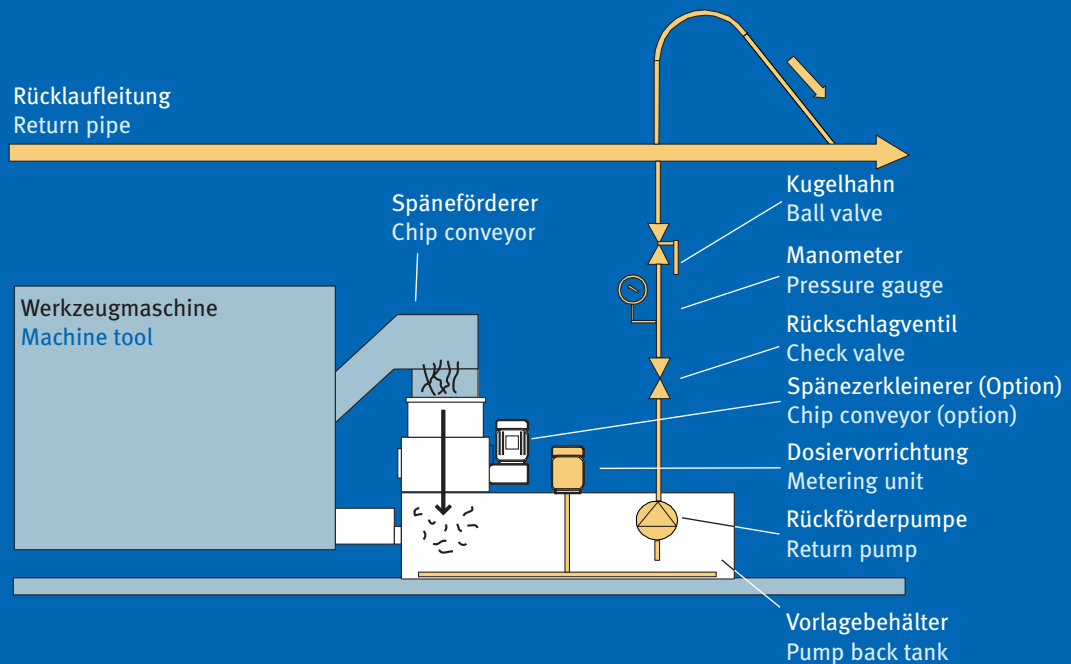 Rücklaufleitung
Return pipe
Späneförderer
Chip conveyor
Werkzeugmaschine
Machine tool
Kugelhahn
Ball valve
Manometer
Pressure gauge
Rückschlagventil
Check valve
Spänezerkleinerer (Option)
Chip conveyor (option)
Dosiervorrichtung
Metering unit
Rückförderpumpe
Return pump
Vorlagebehälter
Pump back tank